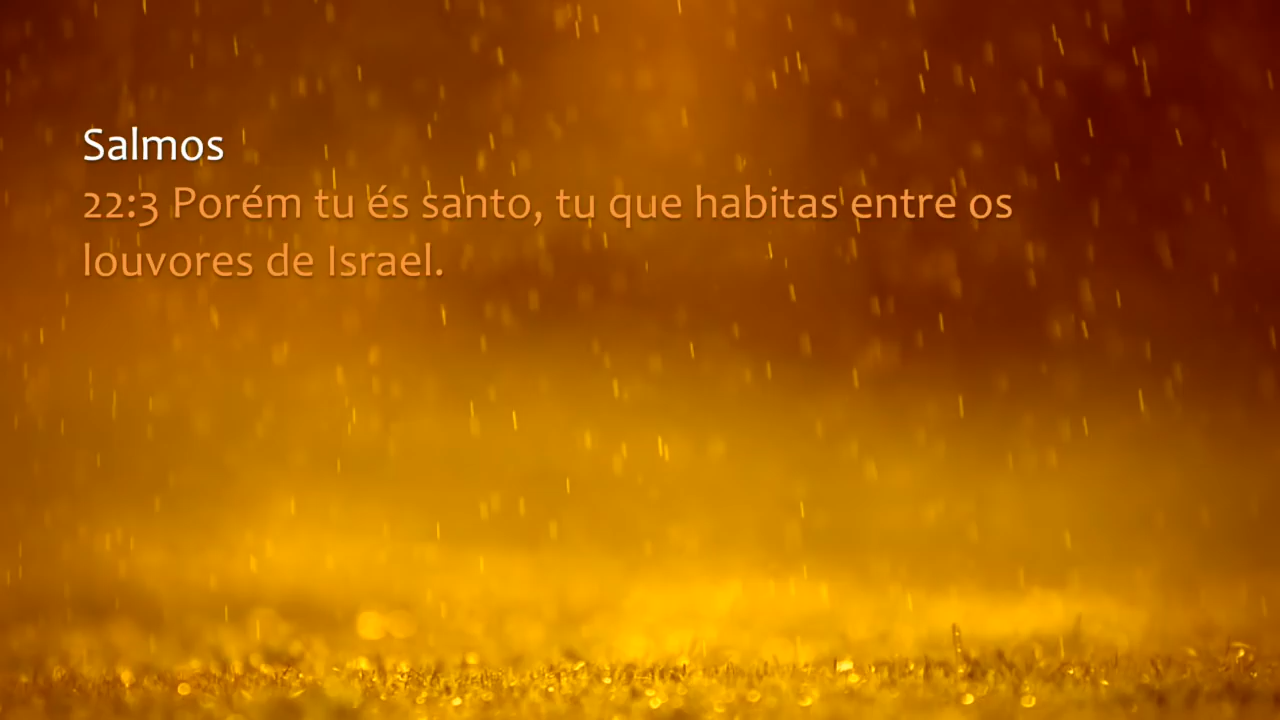 Salmos
22:3 Porém tu és santo, tu que habitas entre os
louvores de Israel.